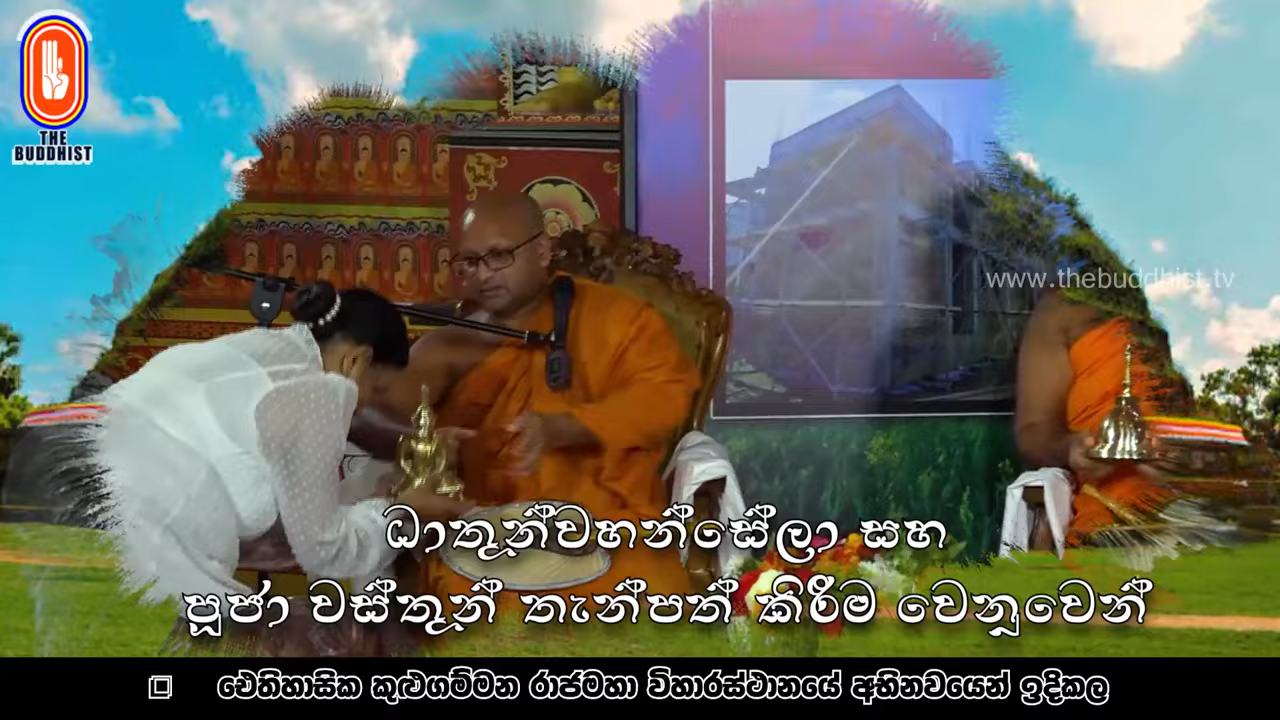 THE
BUDDHIST
www.thebuddhist.tv
ධාතූන්වහන්සේලා සහ
පූජා වස්තූන් තැන්පත් කිරීම වෙනුවෙන්
ඓතිහාසික කුළුගම්මන රාජමහා විහාරස්ථානයේ අභිනවයෙන් ඉදිකල